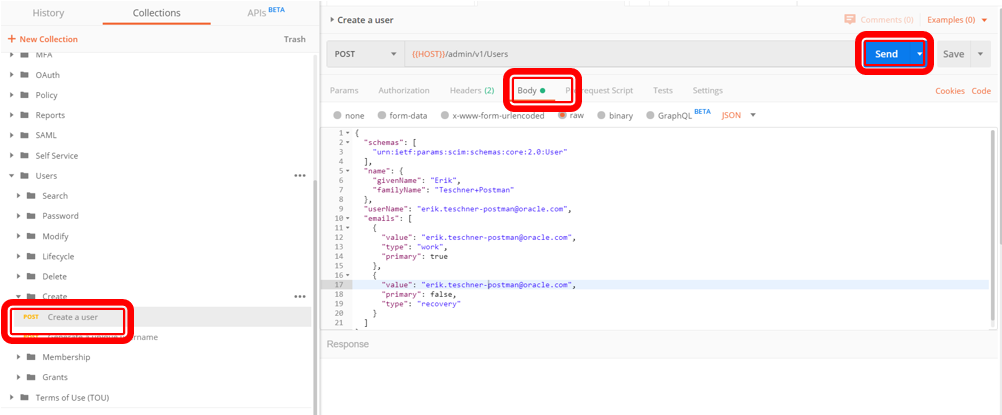 History Collections APIs BETA
+ New Collection Trash
MFA
OAuth
Policy
Reports
SAML
Self Service
Users
Search
Password
Modify
Lifecycle
Delete
Create
POST Create a user
Membership
Grants
Terms of Use (TOU)
Create a user Comments (0) Examples (0)
POST {{HOST}}/admin/v1/Users Send Save
Params Authorization Headers (2) Body Tests Settings Cookies Code
none form-data x-www-form-urlencoded raw binary GraphQL BETA JSON
1 {
2 "schemas": [
3 "urn:ietf:params:scim:schemas:core:2.0:User"
4 ],
5 "name": {
6 "givenName": "Erik",
7 "familyName": "Teschner+Postman"
8 },
9 "userName": "erik.teschner-postman@oracle.com",
10 "emails": [
11 {
12 "value": "erik.teschner-postman@oracle.com",
13 "type": "work",
14 "primary": true
15 },
16 {
17 "value": "erik.teschner-postman@oracle.com",
18 "primary": false,
19 "type": "recovery"
20 }
21 ]
Response